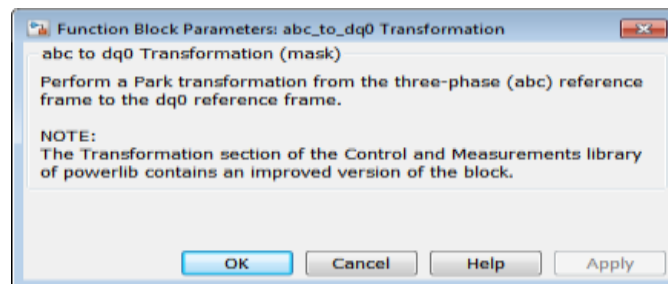 Function Block Parameters: abc_to_dq0 Transformation
abc to dq0 Transformation (mask)
Perform a Park transformation from the three-phase (abc) reference
frame to the dq0 reference frame.
NOTE:
The Transformation section of the Control and Measurements library
of powerlib contains an improved version of the block.
OK Cancel Help Apply